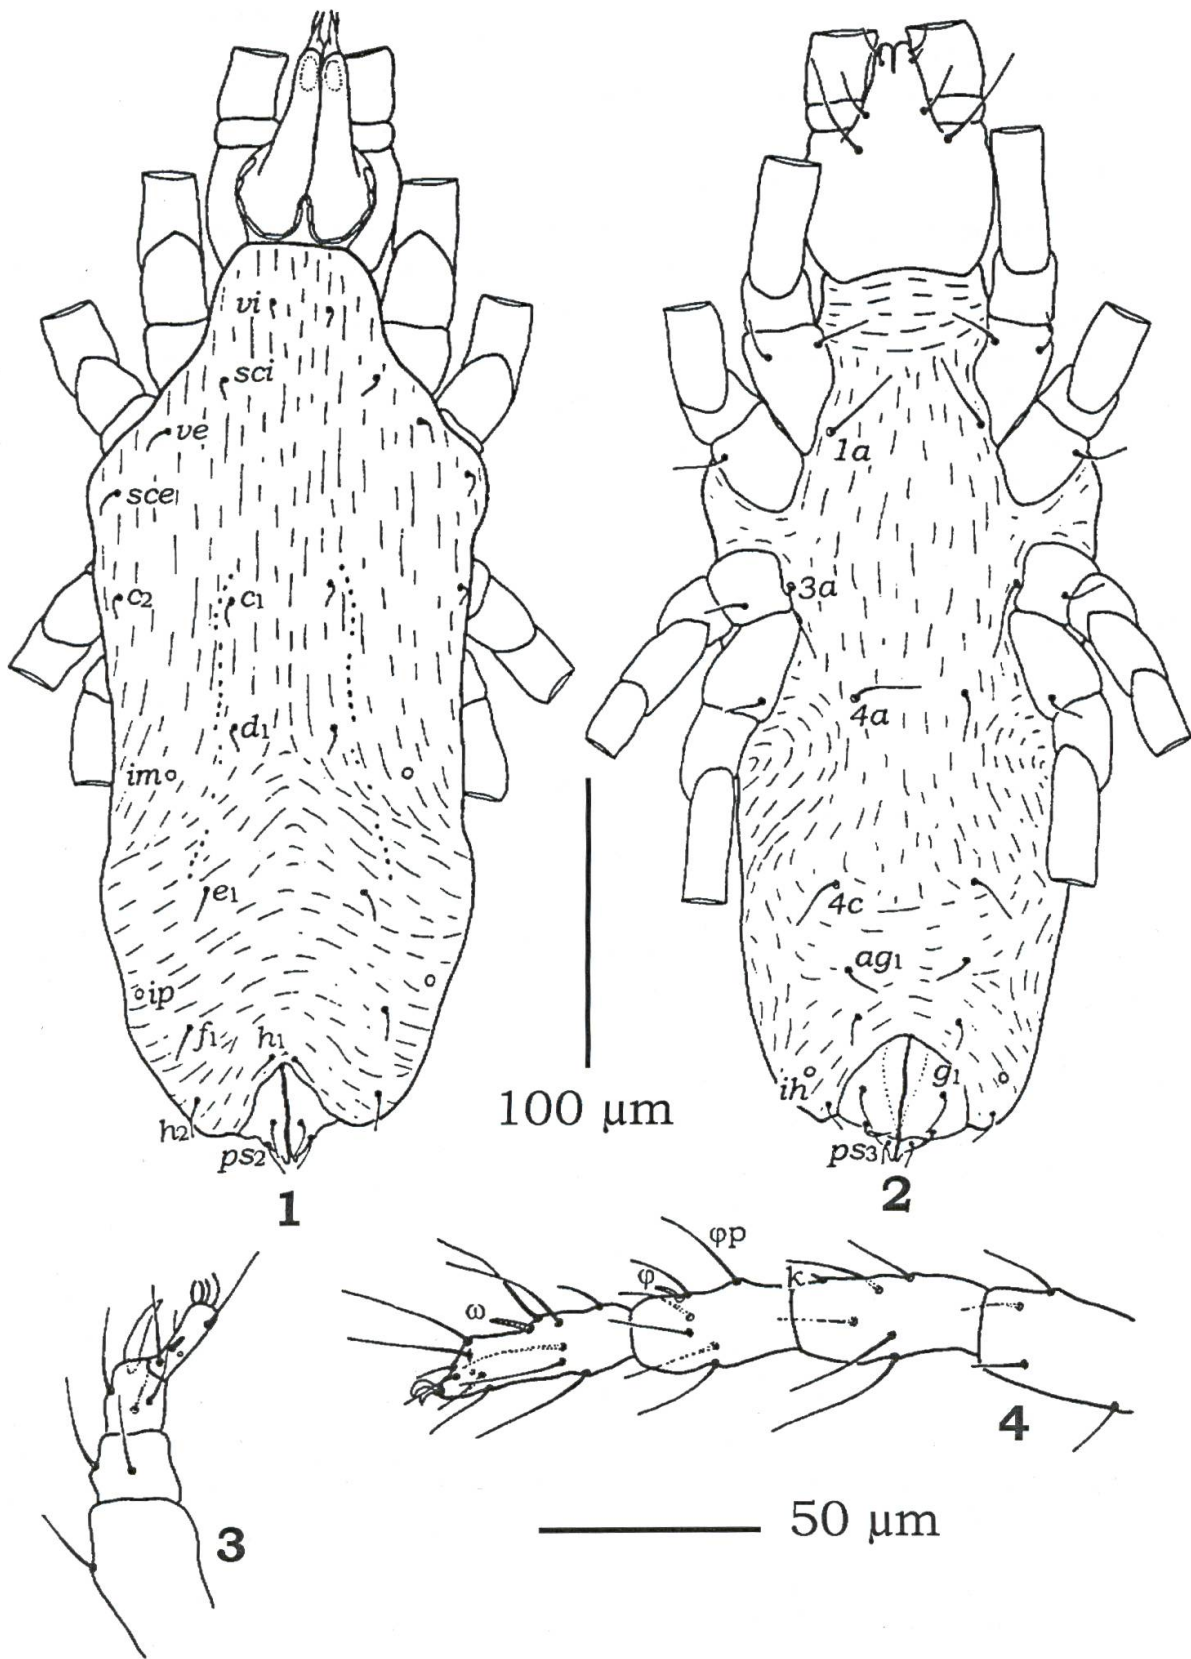 vi
sci
ve
sce
c2
c1
d1
im
e1
ip
f1
h1
h2
ps2
1
100 µm
1a
3a
4a
4c
ag1
ih
g1
ps3
2
3
ω
φ
φp
k
4
50 µm